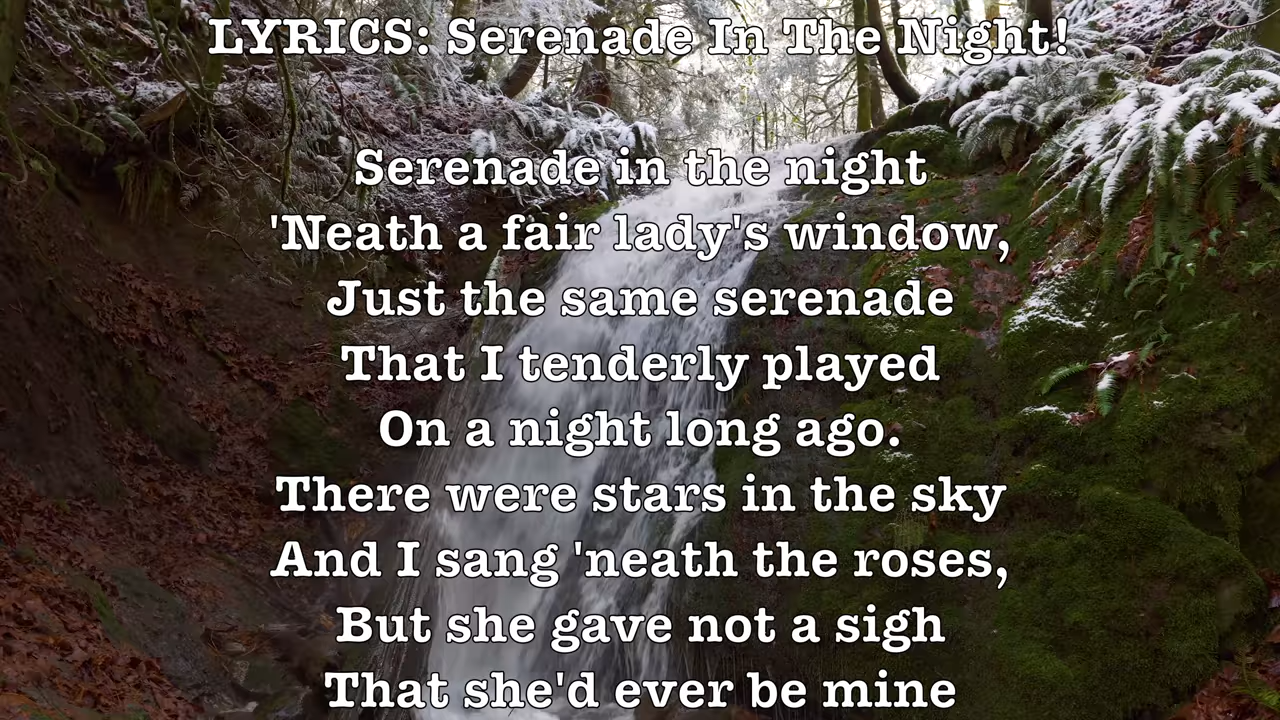 LYRICS: Serenade In The Night!
Serenade in the night
'Neath a fair lady's window,
Just the same serenade
That I tenderly played
On a night long ago.
There were stars in the sky
And I sang 'neath the roses,
But she gave not a sigh
That she'd ever be mine